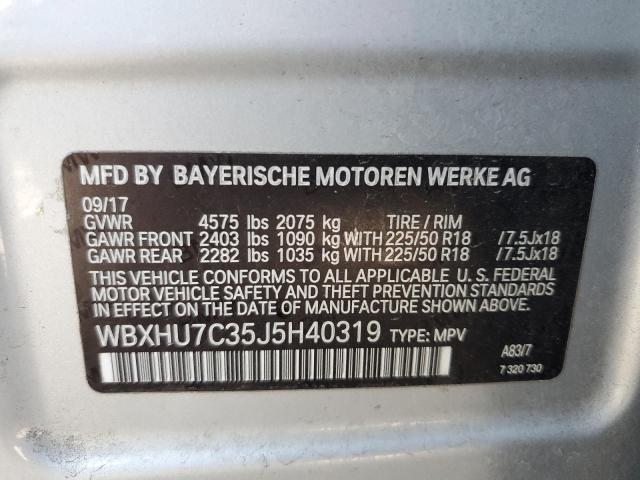 MFD BY BAYERISCHE MOTOREN WERKE AG
09/17
GVWR 4575 lbs 2075 kg TIRE / RIM
GAWR FRONT 2403 lbs 1090 kg WITH 225/50 R18 /7.5Jx18
GAWR REAR 2282 lbs 1035 kg WITH 225/50 R18 /7.5Jx18
THIS VEHICLE CONFORMS TO ALL APPLICABLE U. S. FEDERAL
MOTOR VEHICLE SAFETY AND THEFT PREVENTION STANDARDS
IN EFFECT ON THE DATE OF MANUFACTURE SHOWN ABOVE.
WBXHU7C35J5H40319 TYPE: MPV
A83/7
7 320 730